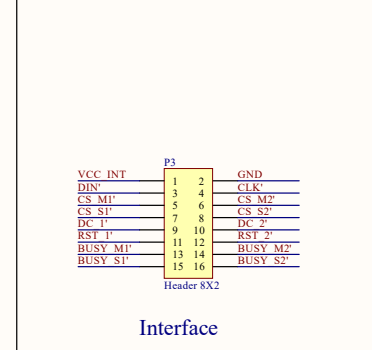 P3
VCC_INT 1 2 GND
DIN' 3 4 CLK'
CS_M1' 5 6 CS_M2'
CS_S1' 7 8 CS_S2'
DC_1' 9 10 DC_2'
RST_1' 11 12 RST_2'
BUSY_M1' 13 14 BUSY_M2'
BUSY_S1' 15 16 BUSY_S2'
Header 8X2
Interface